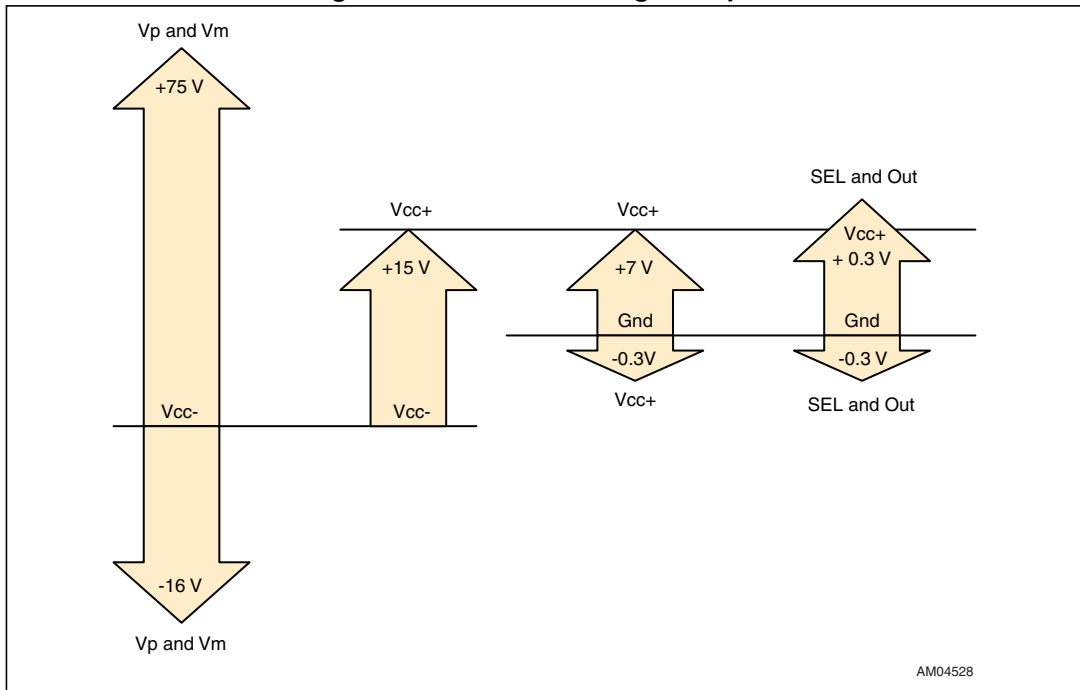 Vp and Vm
+75 V
SEL and Out
Vcc+
Vcc+
Vcc+
+ 0.3 V
+15 V
+7 V
Gnd
Gnd
-0.3V
-0.3 V
Vcc+
SEL and Out
Vcc-
Vcc-
-16 V
Vp and Vm
AM04528